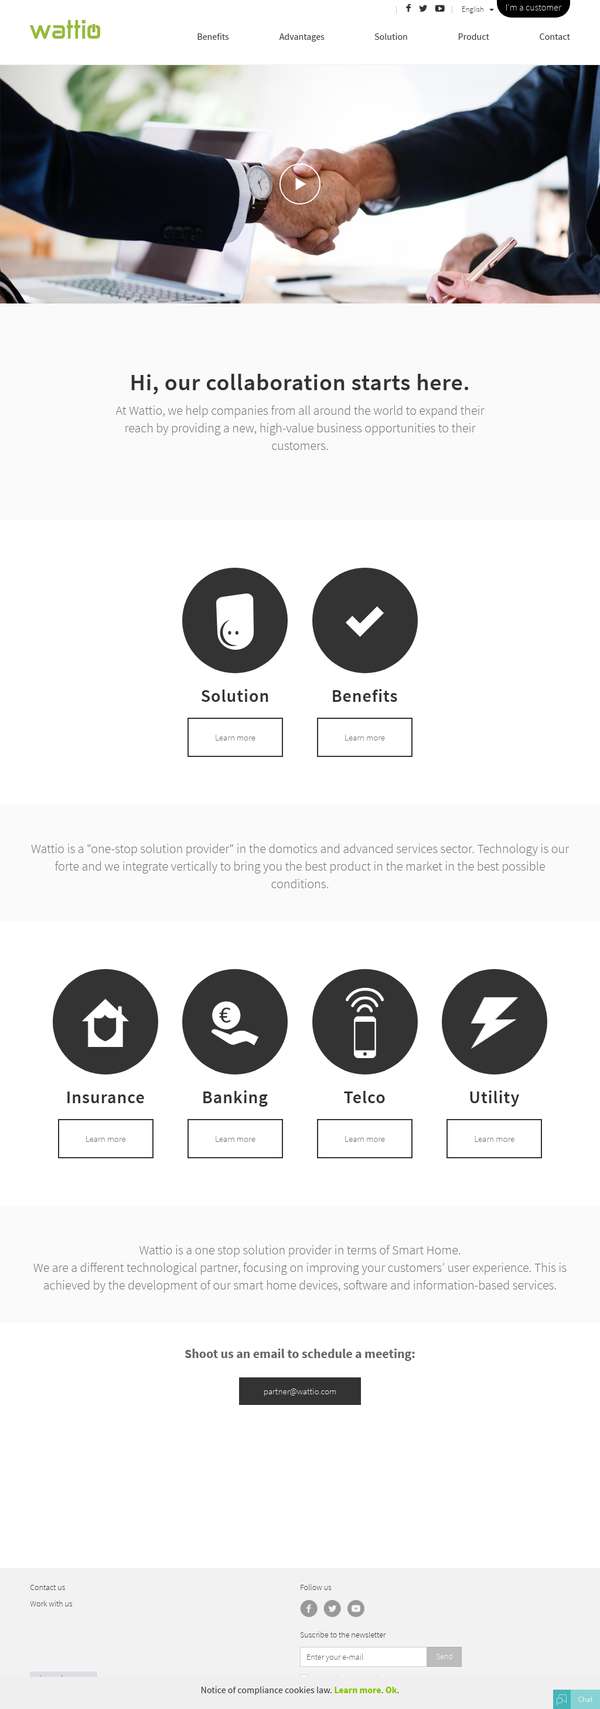 English
I'm a customer
wattio
Benefits
Advantages
Solution
Product
Contact
Hi, our collaboration starts here.
At Wattio, we help companies from all around the world to expand their
reach by providing a new, high-value business opportunities to their
customers.
Solution
Benefits
Learn more
Learn more
Wattio is a "one-stop solution provider" in the domotics and advanced services sector. Technology is our
forte and we integrate vertically to bring you the best product in the market in the best possible
conditions.
Insurance
Banking
Telco
Utility
Learn more
Learn more
Learn more
Learn more
Wattio is a one stop solution provider in terms of Smart Home.
We are a different technological partner, focusing on improving your customers' user experience. This is
achieved by the development of our smart home devices, software and information-based services.
Shoot us an email to schedule a meeting:
partner@wattio.com
Contact us
Work with us
Follow us
Suscribe to the newsletter
Enter your e-mail
Send
Notice of compliance cookies law. Learn more. Ok.
Chat